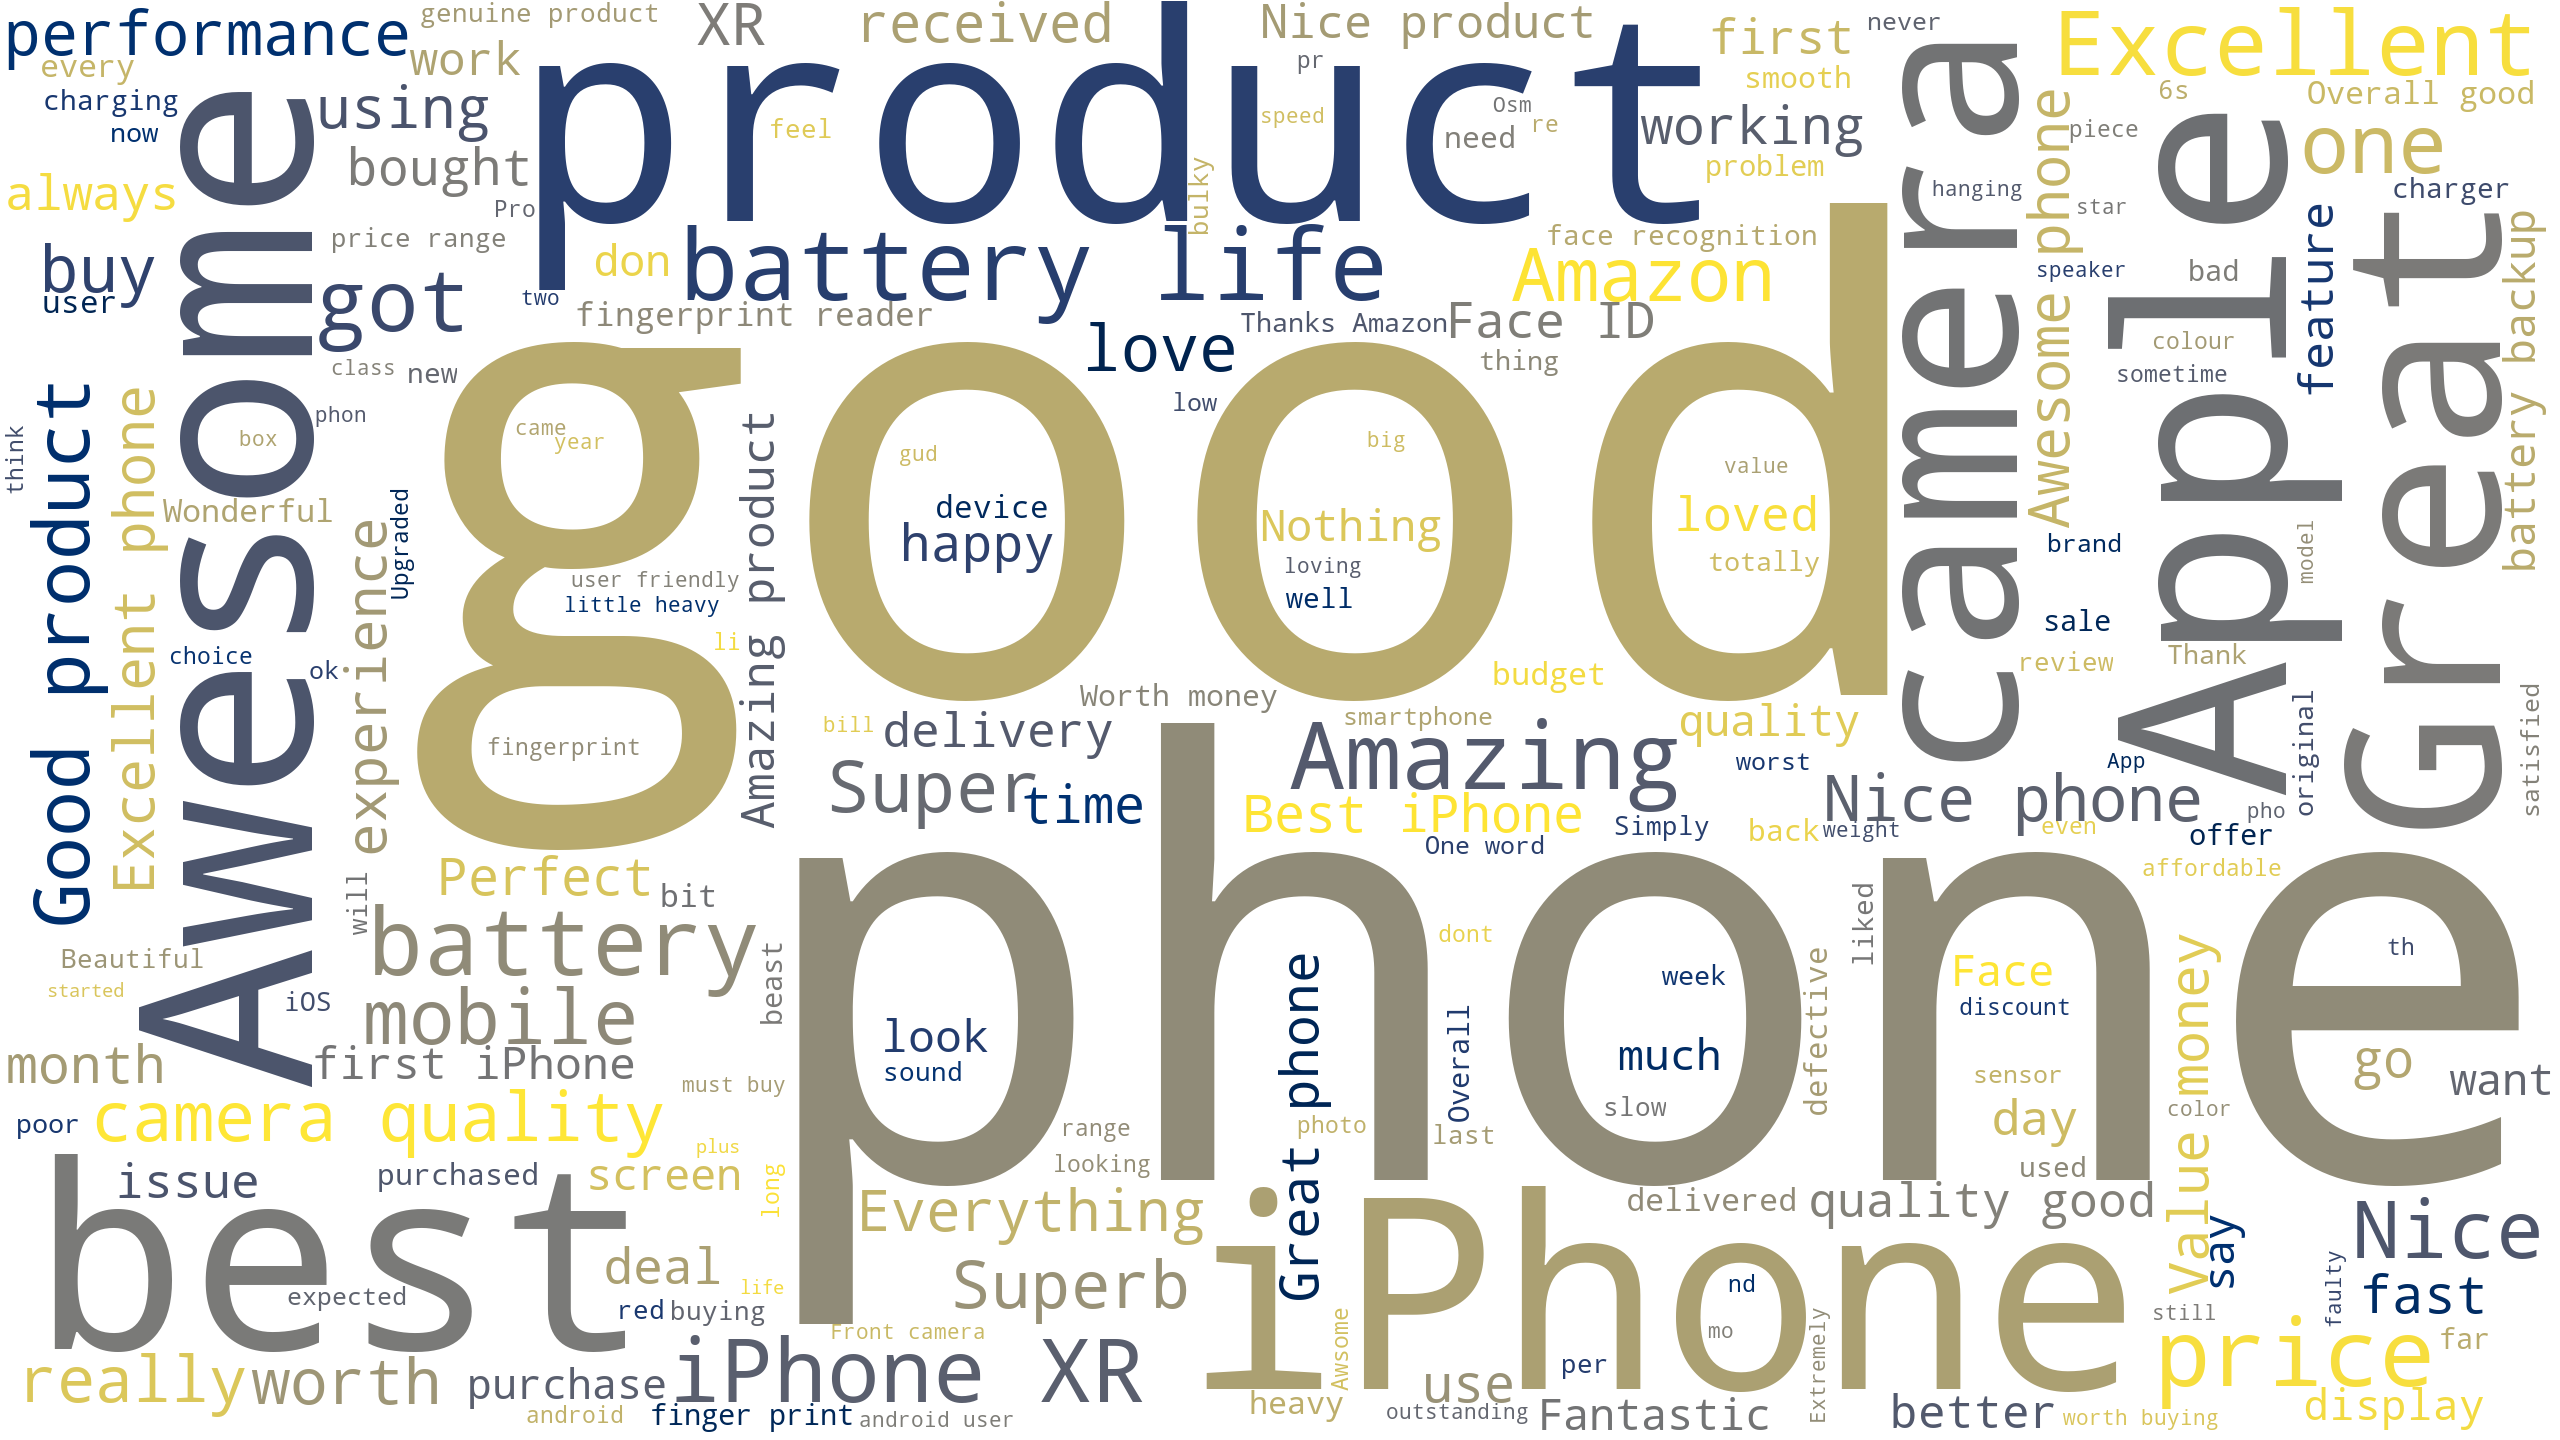 performance
genuine product
XR
received
Nice product
first
never
Excellent
every
work
product
pr
smooth
6s
Overall good
charging
using
speed
Osm
need
re
working
piece
one
now
feel
bought
problem
always
Pro
bulky
hanging
star
charger
buy
price range
don
battery life
face recognition
Amazon
camera
Awesome phone
speaker
bad
feature
user
got
two
fingerprint reader
love
Thanks Amazon
Face ID
Apple
Great
battery backup
class
new
thing
colour
sometime
low
phon
think
Good product
Excellent phone
Awesome
box
came
year
good
gud
big
value
Amazing product
Wonderful
Upgraded
experience
device
happy
Nothing
loved
brand
model
user friendly
little heavy
loving
well
totally
sale
choice
ok
li
review
Thank
Worth money
budget
fingerprint
bill
delivery
smartphone
quality
original
satisfied
Super
time
Amazing
worst
App
Best iPhone
Simply
back
weight
Nice phone
pho
even
offer
One word
affordable
Perfect
bit
will
battery
beast
phone
dont
liked
Beautiful
started
iOS
mobile
week
defective
Face
discount
th
look
sound
Great phone
Overall
much
month
first iPhone
must buy
slow
sensor
day
color
Value money
go
want
camera quality
poor
plus
range
photo
last
looking
used
best
issue
purchased
screen
long
Everything
iPhone
delivered
quality good
say
Nice
deal
life
Superb
expected
red
buying
nd
still
faulty
fast
Front camera
Awsome
mo
Extremely
price
far
really
worth
purchase
iPhone XR
use
per
android
finger print
android user
heavy
outstanding
Fantastic
better
worth buying
display